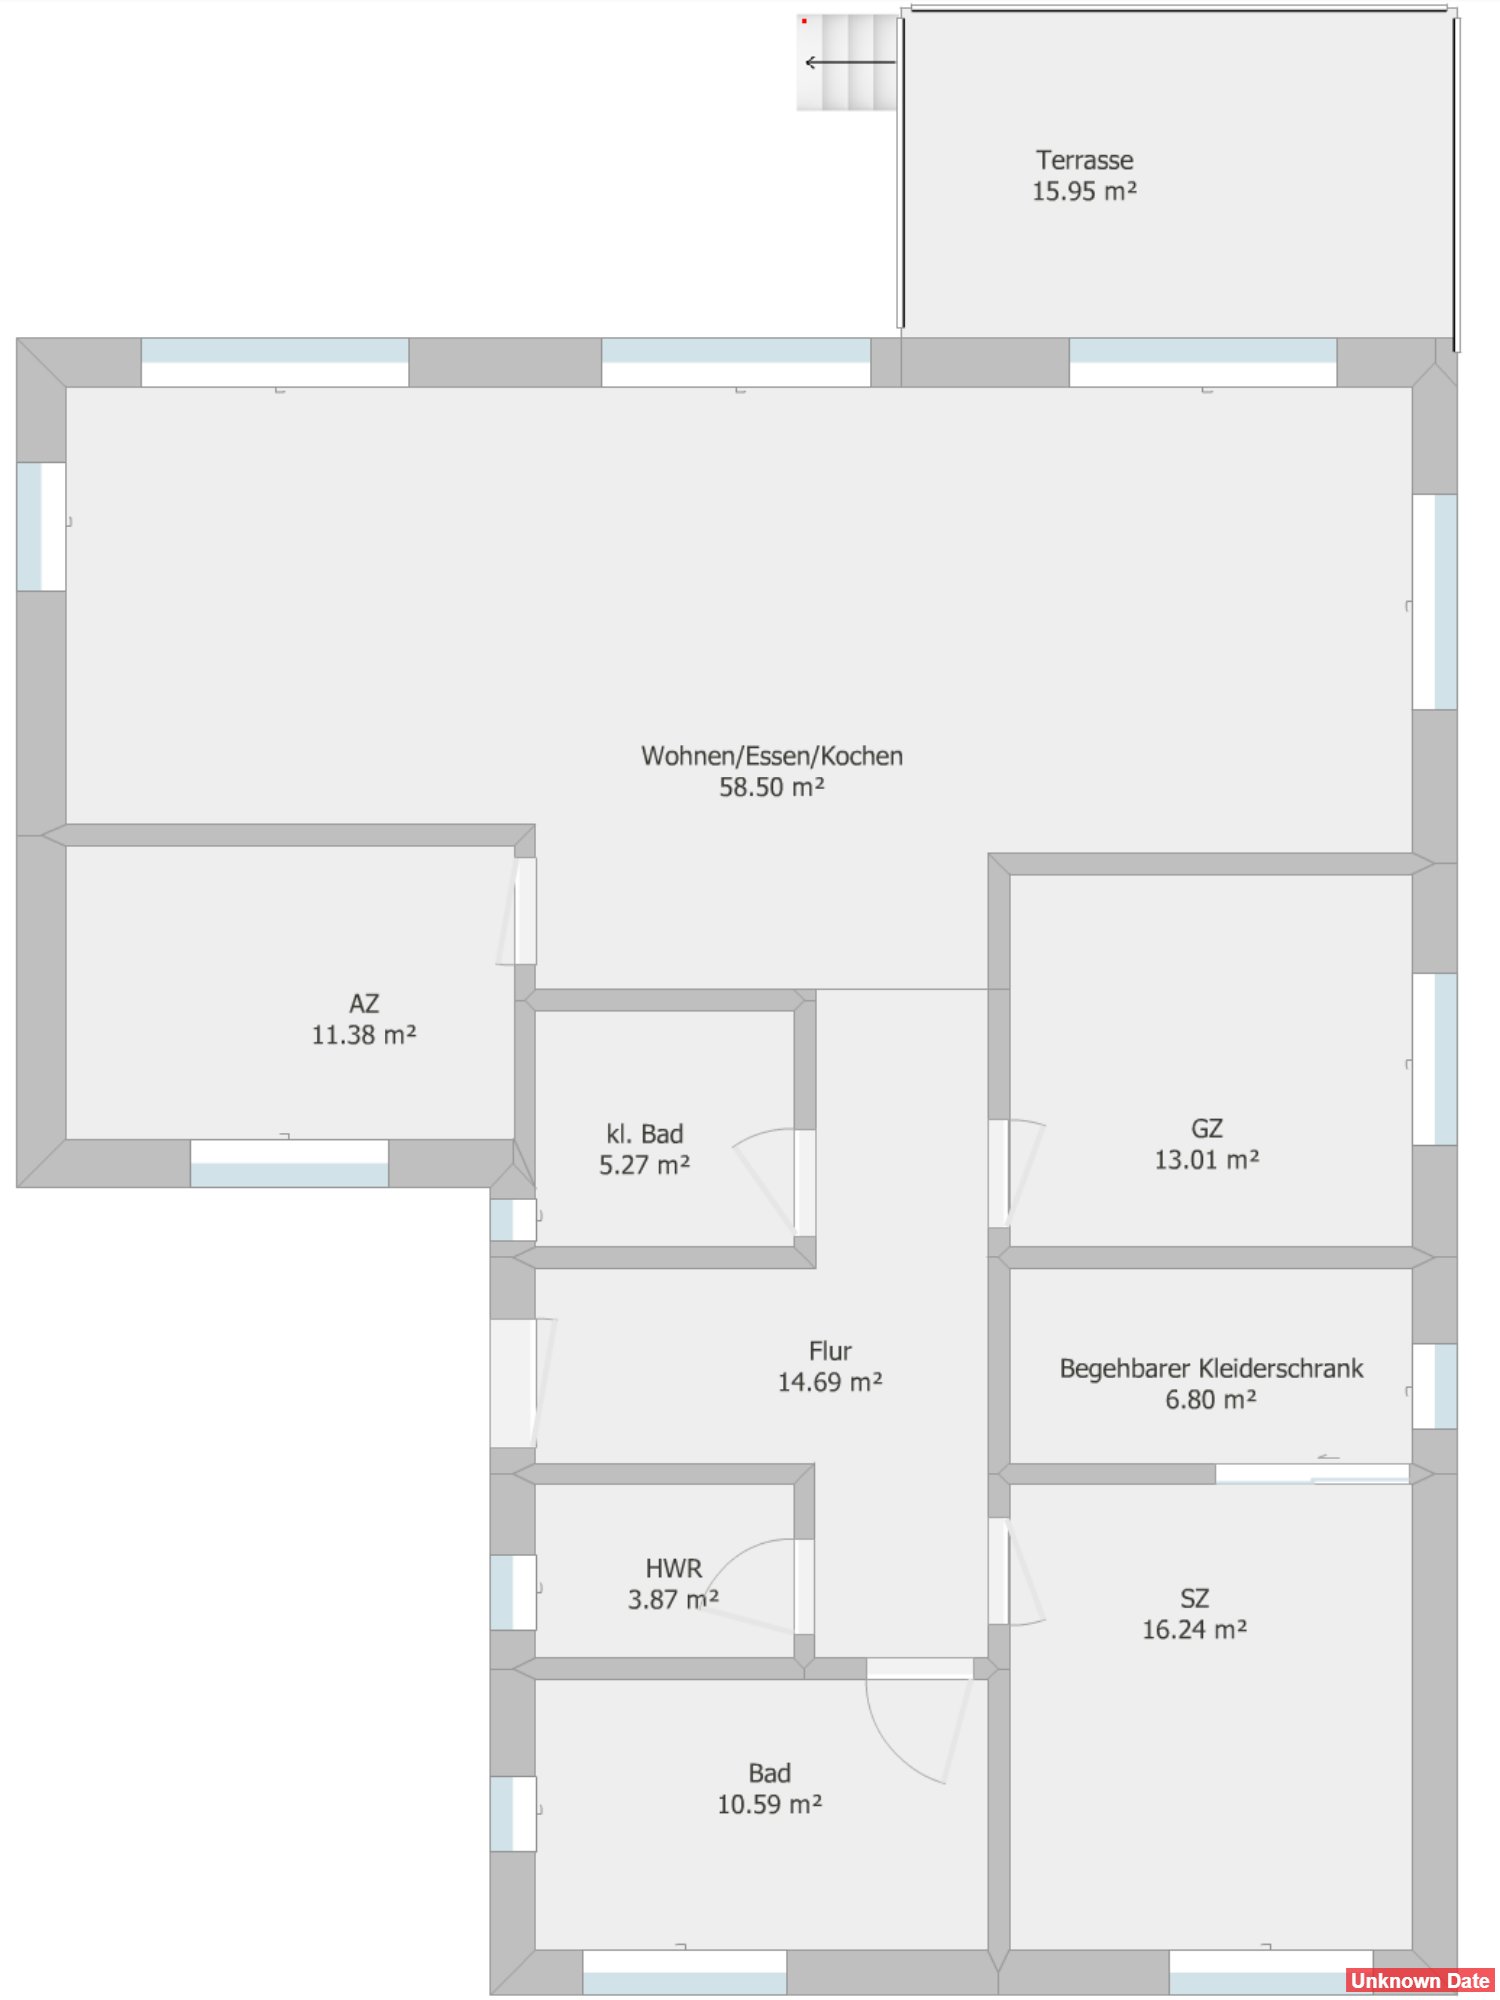 Terrasse
15.95 m²
Wohnen/Essen/Kochen
58.50 m²
AZ
11.38 m²
kl. Bad
5.27 m²
GZ
13.01 m²
Flur
14.69 m²
Begehbarer Kleiderschrank
6.80 m²
HWR
3.87 m²
SZ
16.24 m²
Bad
10.59 m²
Unknown Date